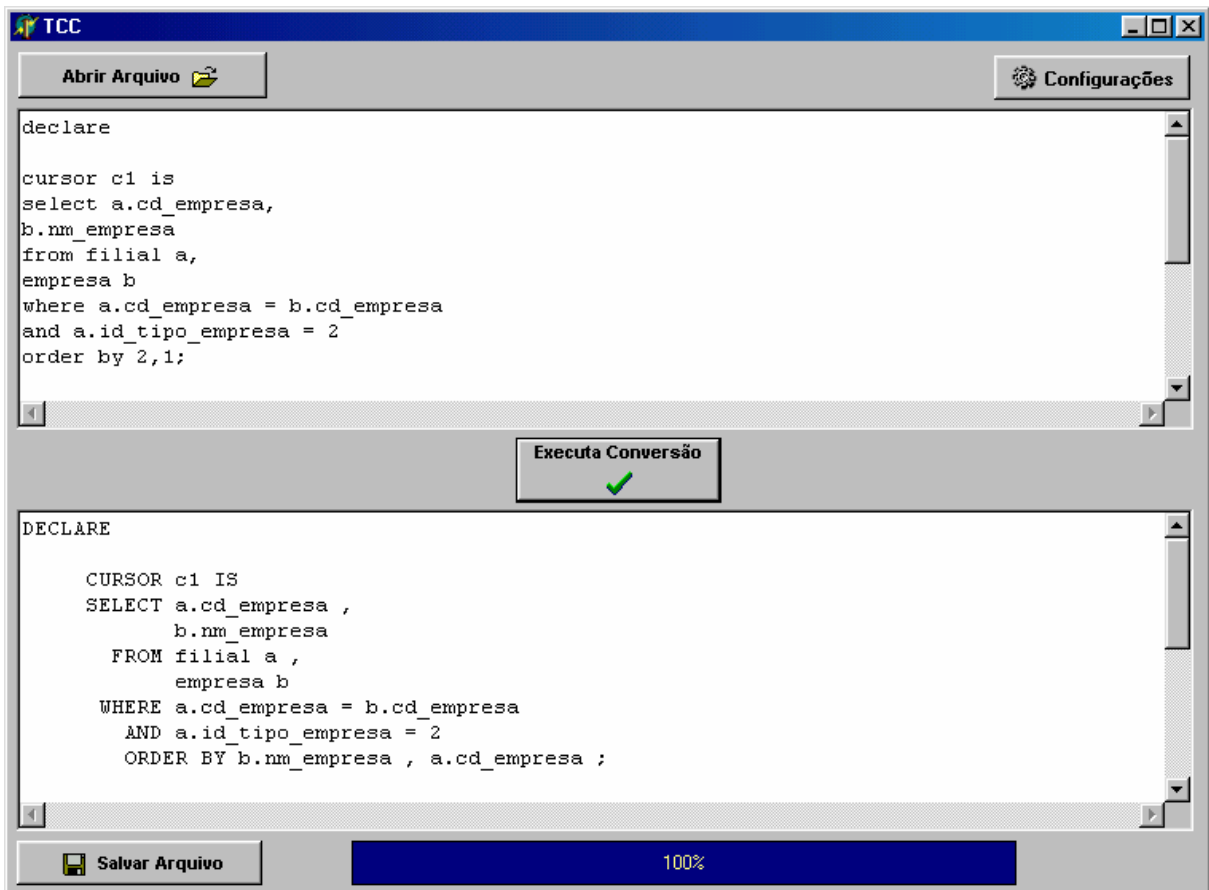 TCC
Abrir Arquivo
Configurações
declare
cursor c1 is
select a.cd_empresa,
b.nm_empresa
from filial a,
empresa b
where a.cd_empresa = b.cd_empresa
and a.id_tipo_empresa = 2
order by 2,1;
Executa Conversão
DECLARE
CURSOR c1 IS
SELECT a.cd_empresa ,
b.nm_empresa
FROM filial a ,
empresa b
WHERE a.cd_empresa = b.cd_empresa
AND a.id_tipo_empresa = 2
ORDER BY b.nm_empresa , a.cd_empresa ;
Salvar Arquivo
100%